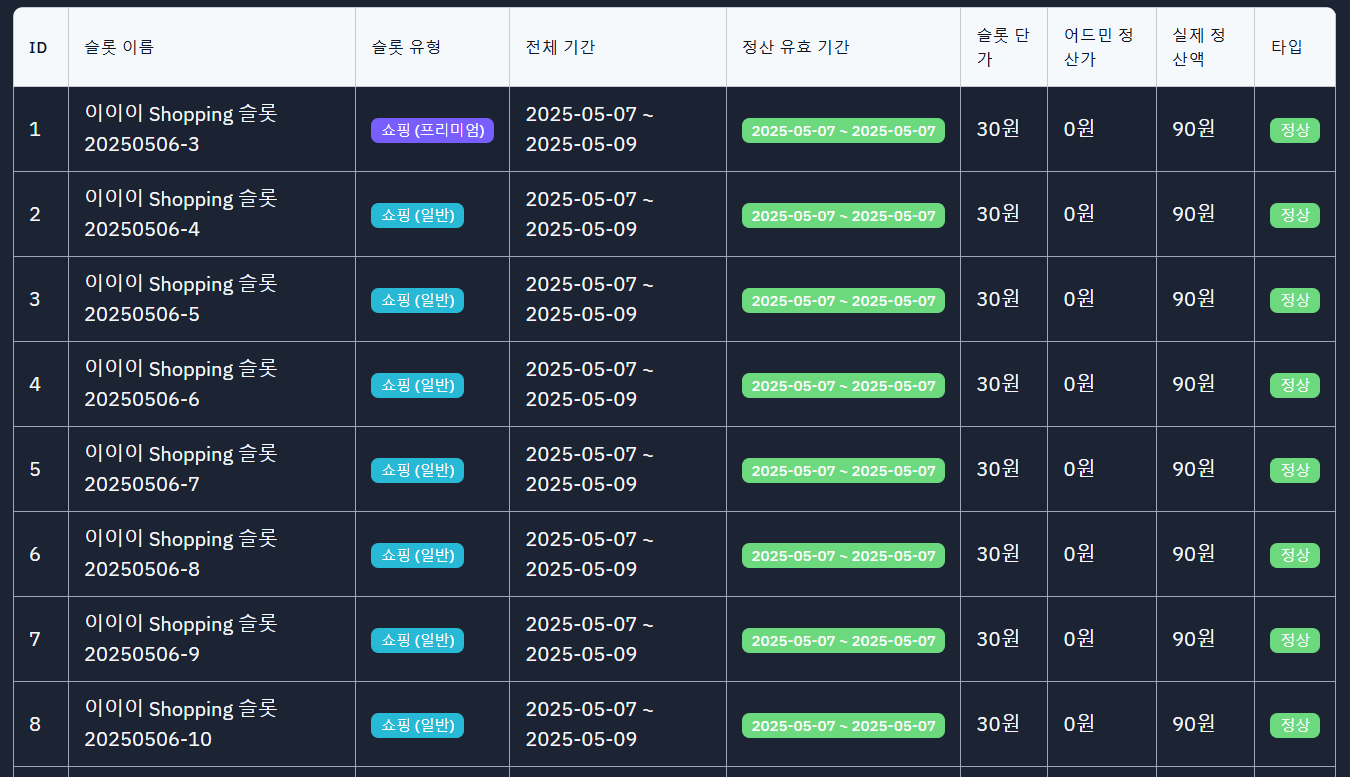 ID 슬롯 이름 슬롯 유형 전체 기간 정산 유효 기간 슬롯 단가 어드민 정산가 실제 정산액 타입
1 이이이 Shopping 슬롯 20250506-3 쇼핑 (프리미엄) 2025-05-07 ~ 2025-05-09 2025-05-07 ~ 2025-05-07 30원 0원 90원 정상
2 이이이 Shopping 슬롯 20250506-4 쇼핑 (일반) 2025-05-07 ~ 2025-05-09 2025-05-07 ~ 2025-05-07 30원 0원 90원 정상
3 이이이 Shopping 슬롯 20250506-5 쇼핑 (일반) 2025-05-07 ~ 2025-05-09 2025-05-07 ~ 2025-05-07 30원 0원 90원 정상
4 이이이 Shopping 슬롯 20250506-6 쇼핑 (일반) 2025-05-07 ~ 2025-05-09 2025-05-07 ~ 2025-05-07 30원 0원 90원 정상
5 이이이 Shopping 슬롯 20250506-7 쇼핑 (일반) 2025-05-07 ~ 2025-05-09 2025-05-07 ~ 2025-05-07 30원 0원 90원 정상
6 이이이 Shopping 슬롯 20250506-8 쇼핑 (일반) 2025-05-07 ~ 2025-05-09 2025-05-07 ~ 2025-05-07 30원 0원 90원 정상
7 이이이 Shopping 슬롯 20250506-9 쇼핑 (일반) 2025-05-07 ~ 2025-05-09 2025-05-07 ~ 2025-05-07 30원 0원 90원 정상
8 이이이 Shopping 슬롯 20250506-10 쇼핑 (일반) 2025-05-07 ~ 2025-05-09 2025-05-07 ~ 2025-05-07 30원 0원 90원 정상